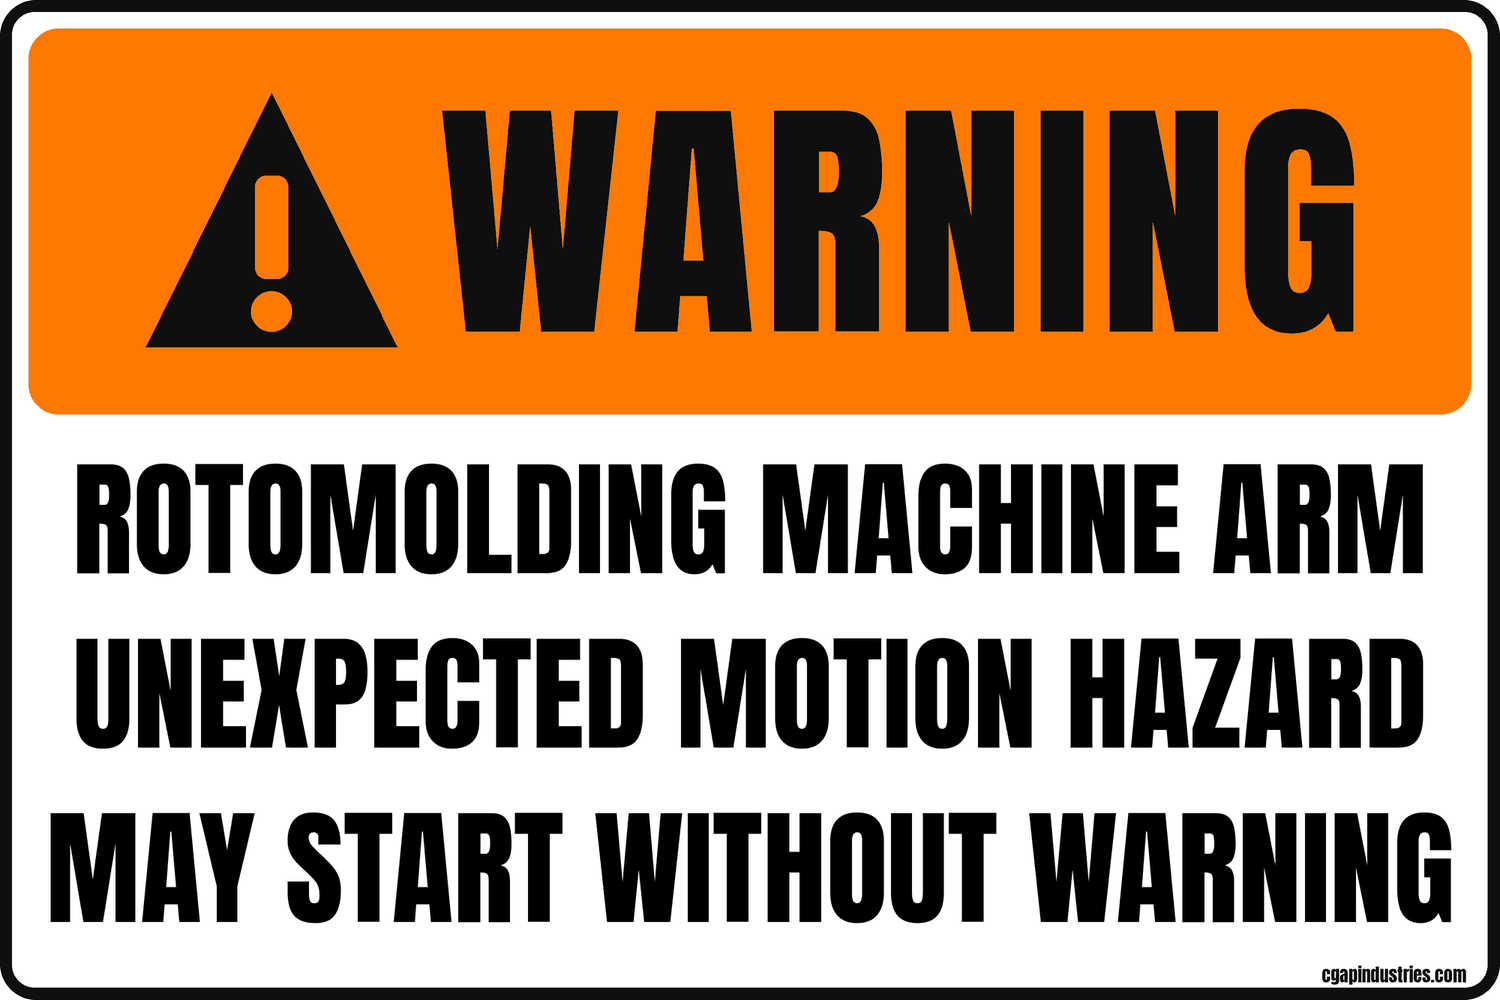 WARNING
ROTOMOLDING MACHINE ARM
UNEXPECTED MOTION HAZARD
MAY START WITHOUT WARNING
cgapindustries.com